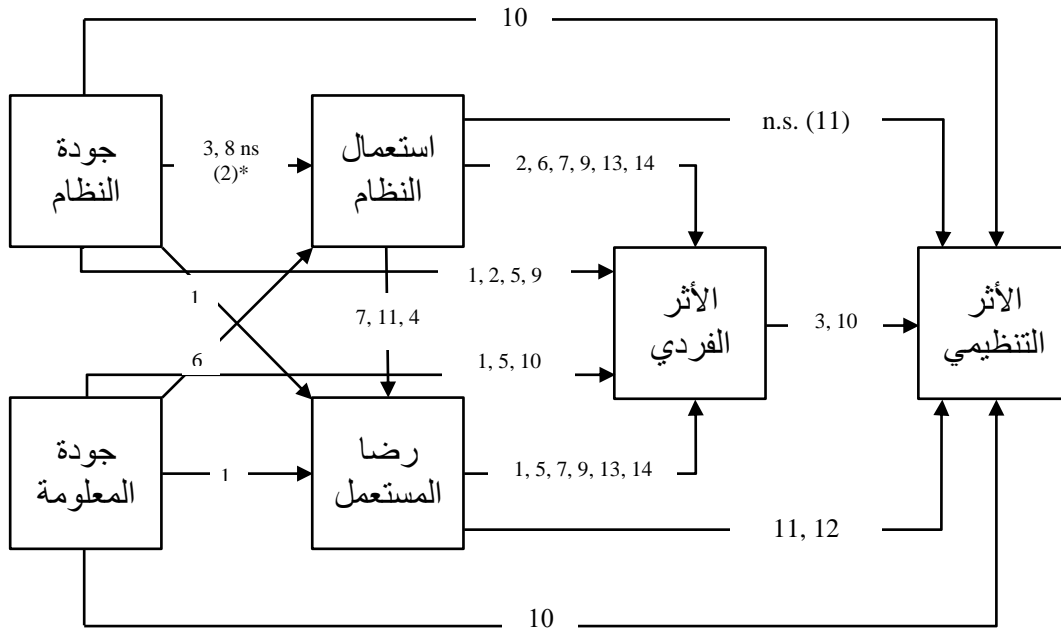 10
جودة
النظام
3, 8 ns
(2)*
استعمال
النظام
n.s. (11)
2, 6, 7, 9, 13, 14
1, 2, 5, 9
1
7, 11, 4
الأثر
الفردي
3, 10
الأثر
التنظيمي
6
1, 5, 10
جودة
المعلومة
1
رضا
المستعمل
1, 5, 7, 9, 13, 14
11, 12
10